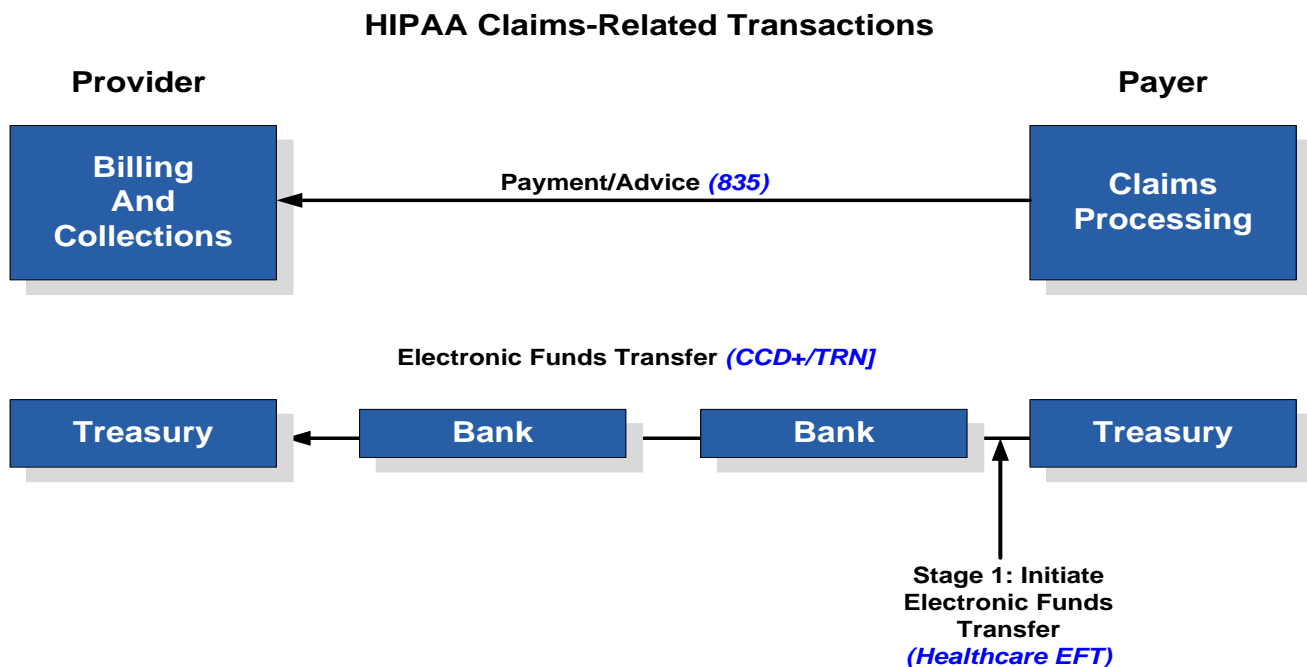 HIPAA Claims-Related Transactions
Provider
Payer
Billing
And
Collections
Payment/Advice (835)
Claims
Processing
Electronic Funds Transfer (CCD+/TRN]
Treasury
Bank
Bank
Treasury
Stage 1: Initiate
Electronic Funds
Transfer
(Healthcare EFT)